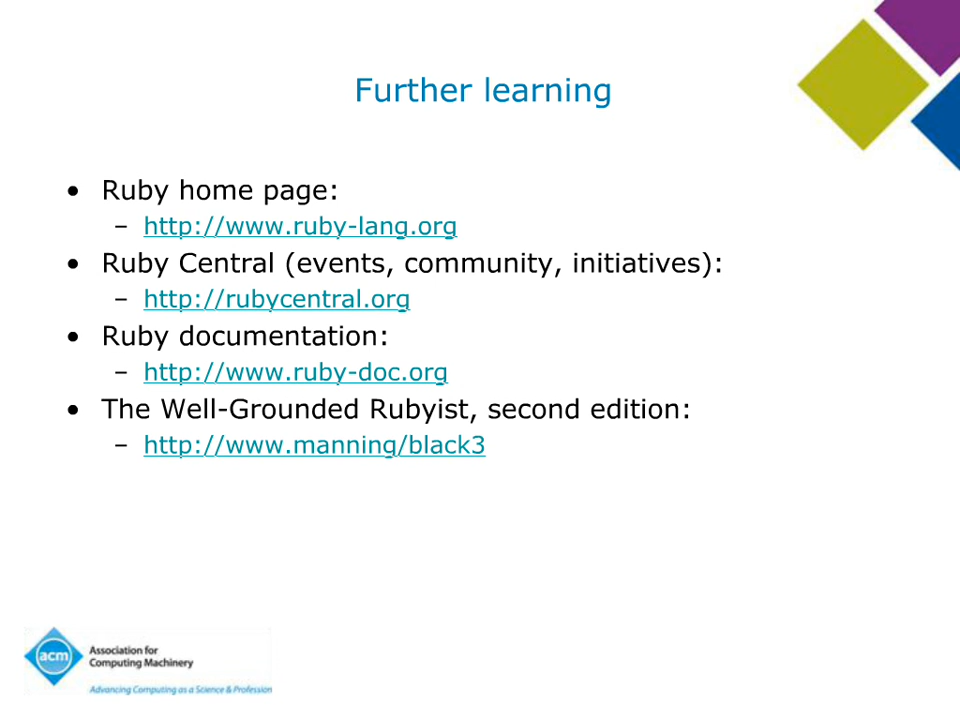 Further learning
• Ruby home page:
– http://www.ruby-lang.org
• Ruby Central (events, community, initiatives):
– http://rubycentral.org
• Ruby documentation:
– http://www.ruby-doc.org
• The Well-Grounded Rubyist, second edition:
– http://www.manning/black3
acm
Association for
Computing Machinery
Advancing Computing as a Science & Profession